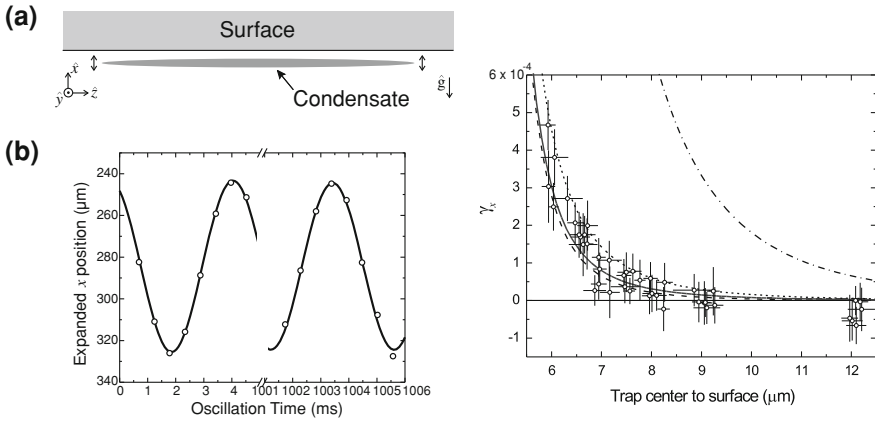 (a)
Surface
x̂
ŷ
ẑ
Condensate
ĝ
(b)
Expanded x position (μm)
240
260
280
300
320
340
0 1 2 3 4 1001 1002 1003 1004 1005 1006
Oscillation Time (ms)
γx
6 x10⁻⁴
5
4
3
2
1
0
-1
6 7 8 9 10 11 12
Trap center to surface (μm)